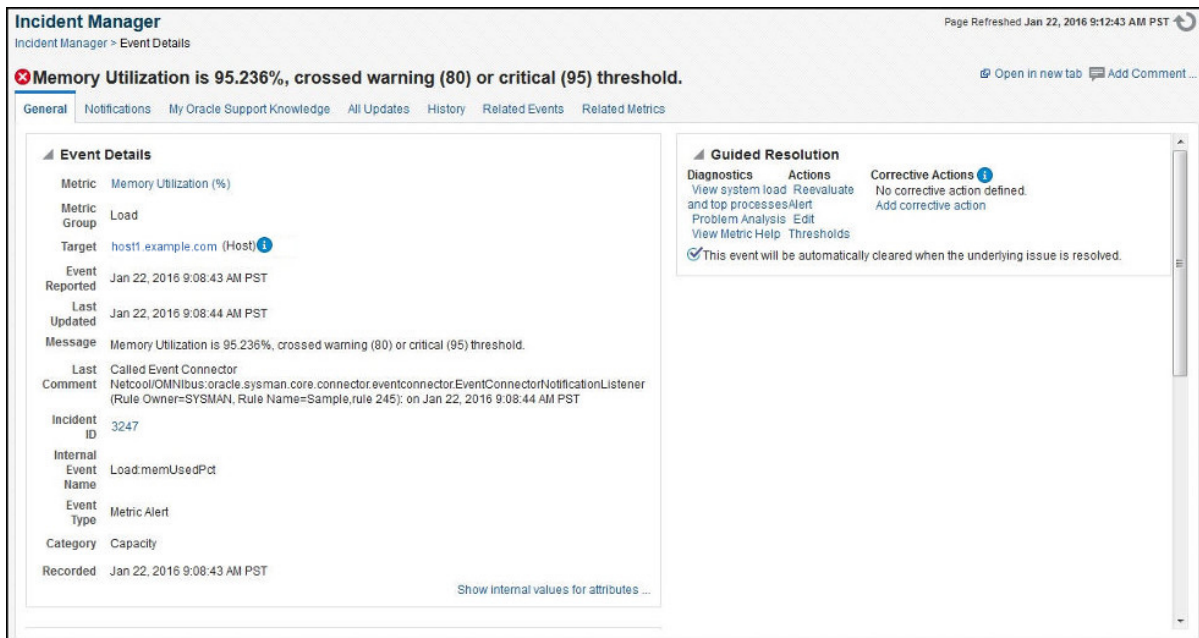 Incident Manager
Page Refreshed Jan 22, 2016 9:12:43 AM PST
Incident Manager > Event Details
Memory Utilization is 95.236%, crossed warning (80) or critical (95) threshold.
Open in new tab Add Comment ...
General Notifications My Oracle Support Knowledge All Updates History Related Events Related Metrics
Event Details
Metric Memory Utilization (%)
Metric
Group Load
Target host1.example.com (Host)
Event
Reported Jan 22, 2016 9:08:43 AM PST
Last
Updated Jan 22, 2016 9:08:44 AM PST
Message Memory Utilization is 95.236%, crossed warning (80) or critical (95) threshold.
Last Called Event Connector
Comment Netcool/OMNIbus:oracle.sysman.core.connector.eventconnector.EventConnectorNotificationListener
(Rule Owner=SYSMAN, Rule Name=Sample,rule 245): on Jan 22, 2016 9:08:44 AM PST
Incident
ID 3247
Internal
Event Load:memUsedPct
Name
Event
Type Metric Alert
Category Capacity
Recorded Jan 22, 2016 9:08:43 AM PST
Show internal values for attributes ...
Guided Resolution
Diagnostics Actions Corrective Actions
View system load Reevaluate No corrective action defined.
and top processes Alert Add corrective action
Problem Analysis Edit
View Metric Help Thresholds
This event will be automatically cleared when the underlying issue is resolved.